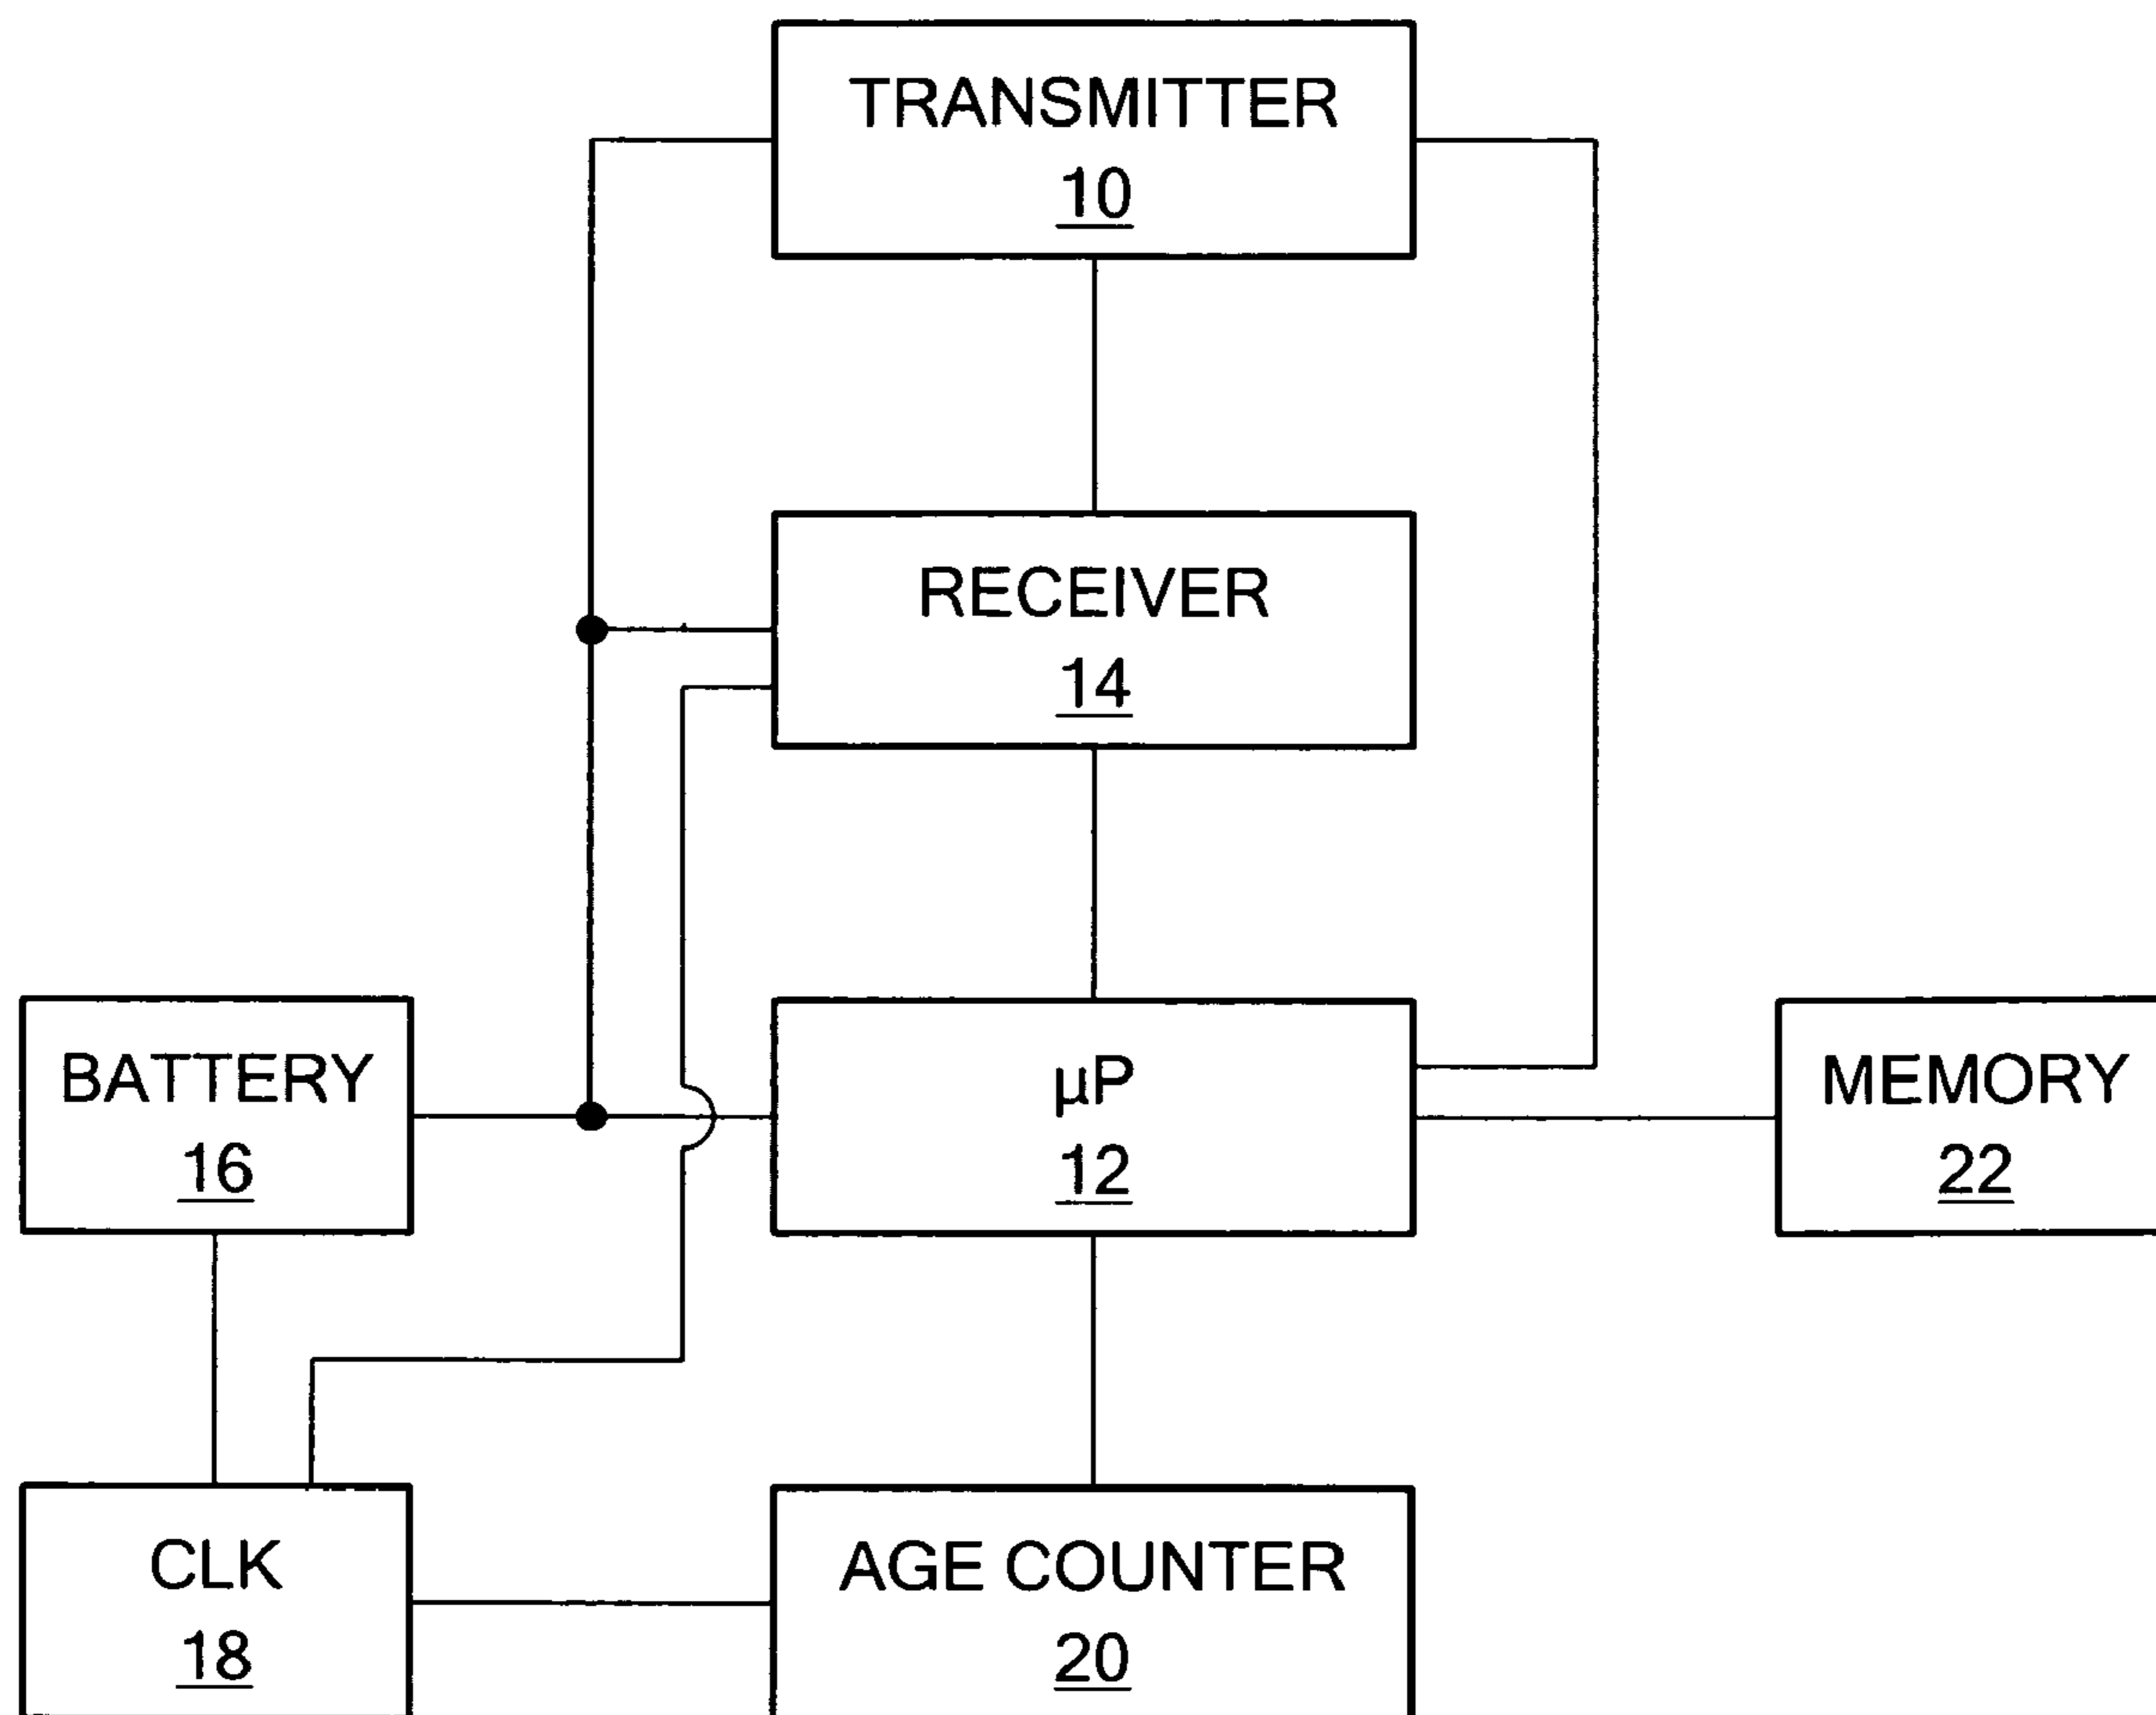 TRANSMITTER
10
RECEIVER
14
BATTERY
16
µP
12
MEMORY
22
CLK
18
AGE COUNTER
20